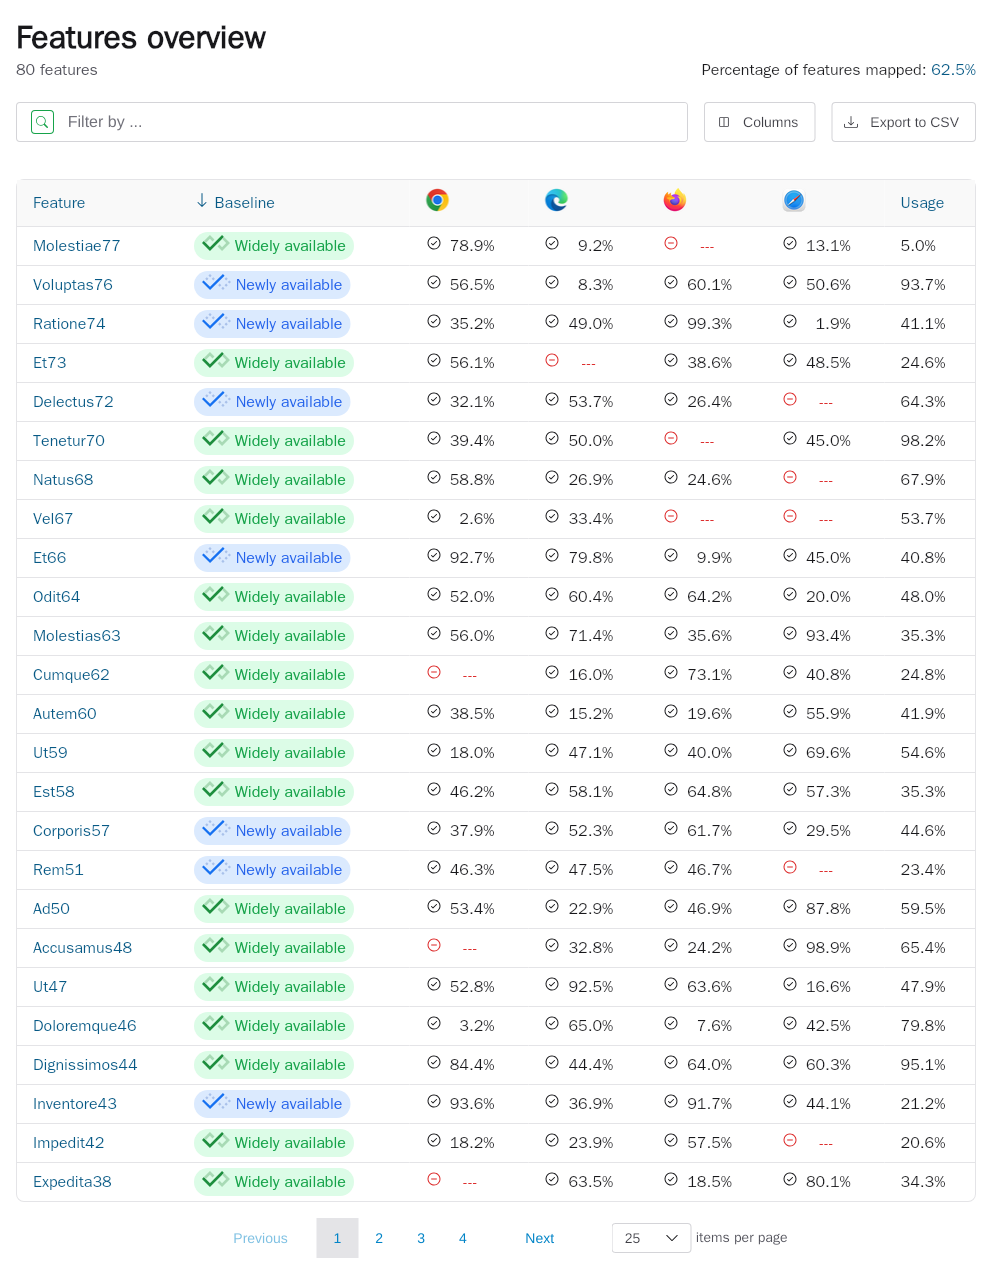 Features overview
80 features
Percentage of features mapped: 62.5%
Filter by ...
Columns
Export to CSV
Feature Baseline Usage
Molestiae77 Widely available 78.9% 9.2% --- 13.1% 5.0%
Voluptas76 Newly available 56.5% 8.3% 60.1% 50.6% 93.7%
Ratione74 Newly available 35.2% 49.0% 99.3% 1.9% 41.1%
Et73 Widely available 56.1% --- 38.6% 48.5% 24.6%
Delectus72 Newly available 32.1% 53.7% 26.4% --- 64.3%
Tenetur70 Widely available 39.4% 50.0% --- 45.0% 98.2%
Natus68 Widely available 58.8% 26.9% 24.6% --- 67.9%
Vel67 Widely available 2.6% 33.4% --- --- 53.7%
Et66 Newly available 92.7% 79.8% 9.9% 45.0% 40.8%
Odit64 Widely available 52.0% 60.4% 64.2% 20.0% 48.0%
Molestias63 Widely available 56.0% 71.4% 35.6% 93.4% 35.3%
Cumque62 Widely available --- 16.0% 73.1% 40.8% 24.8%
Autem60 Widely available 38.5% 15.2% 19.6% 55.9% 41.9%
Ut59 Widely available 18.0% 47.1% 40.0% 69.6% 54.6%
Est58 Widely available 46.2% 58.1% 64.8% 57.3% 35.3%
Corporis57 Newly available 37.9% 52.3% 61.7% 29.5% 44.6%
Rem51 Newly available 46.3% 47.5% 46.7% --- 23.4%
Ad50 Widely available 53.4% 22.9% 46.9% 87.8% 59.5%
Accusamus48 Widely available --- 32.8% 24.2% 98.9% 65.4%
Ut47 Widely available 52.8% 92.5% 63.6% 16.6% 47.9%
Doloremque46 Widely available 3.2% 65.0% 7.6% 42.5% 79.8%
Dignissimos44 Widely available 84.4% 44.4% 64.0% 60.3% 95.1%
Inventore43 Newly available 93.6% 36.9% 91.7% 44.1% 21.2%
Impedit42 Widely available 18.2% 23.9% 57.5% --- 20.6%
Expedita38 Widely available --- 63.5% 18.5% 80.1% 34.3%
Previous 1 2 3 4 Next 25 items per page